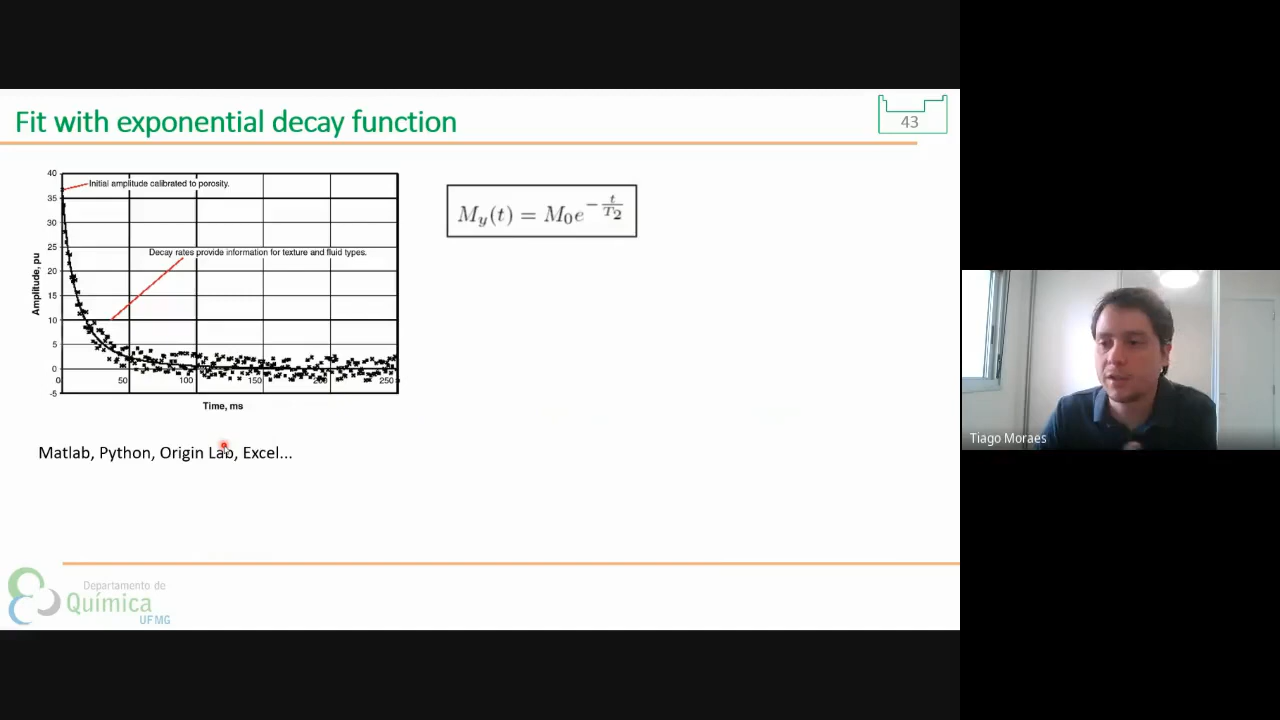 Fit with exponential decay function
43
40
35
30
25
20
15
10
5
0
-5
Initial amplitude calibrated to porosity.
Decay rates provide information for texture and fluid types.
Amplitude, pu
0 50 100 150 200 250
Time, ms
M_y(t) = M_0 e^{-t/T_2}
Matlab, Python, Origin Lab, Excel...
Departamento de
Química
UFMG
Tiago Moraes